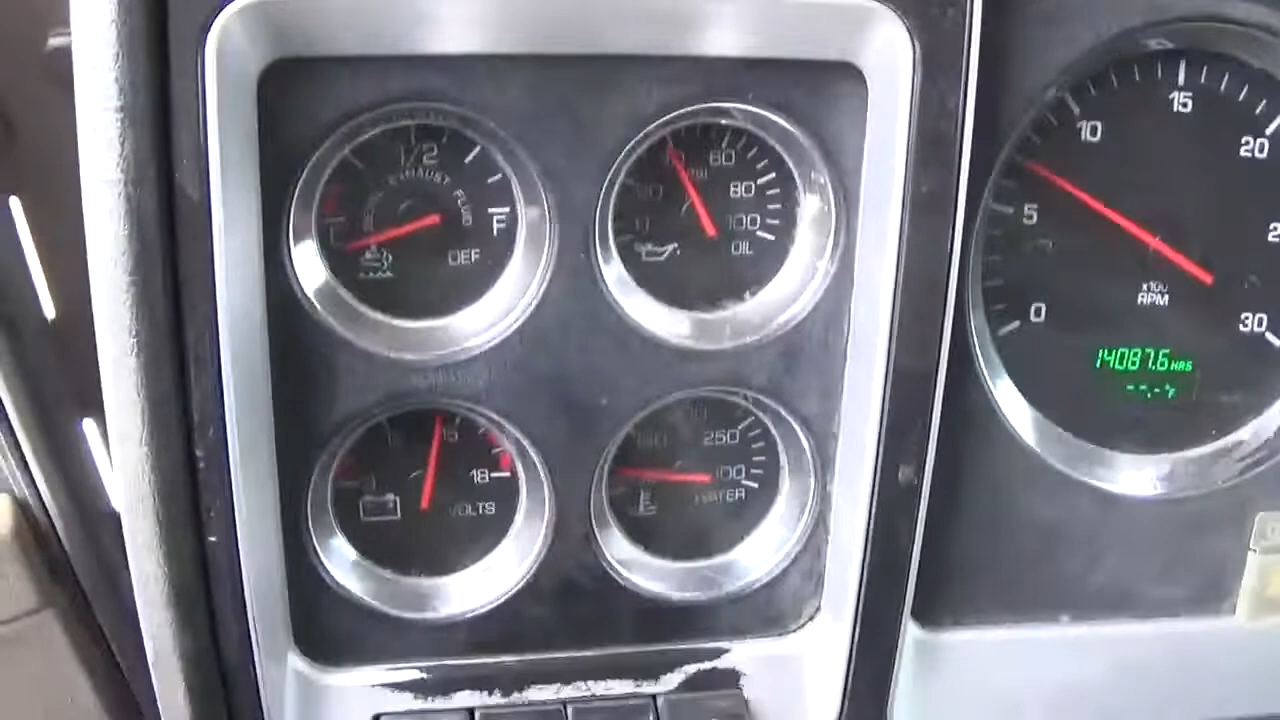 1/2
EXHAUST FLUID
F
DEF
60
80
100
OIL
15
18
VOLTS
250
100
WATER
0
5
10
15
20
30
x100
RPM
14087.6 HRS
--.-°F